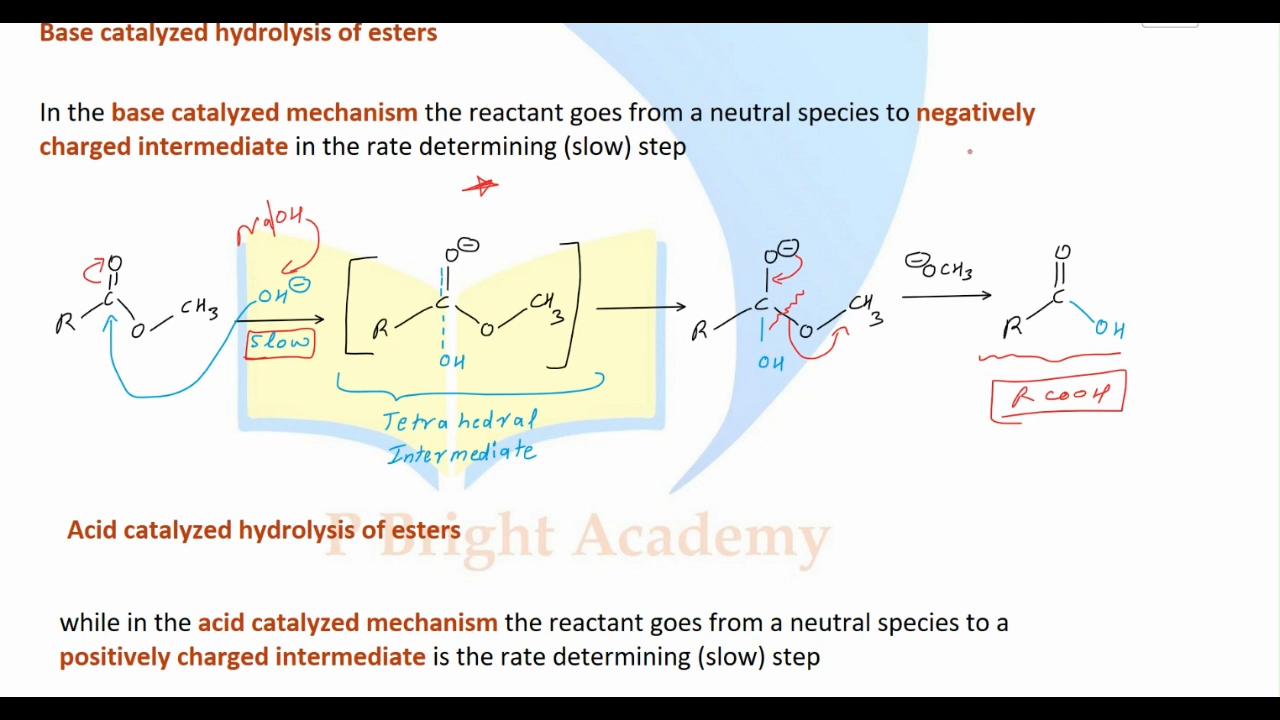 Base catalyzed hydrolysis of esters
In the base catalyzed mechanism the reactant goes from a neutral species to negatively
charged intermediate in the rate determining (slow) step
NaOH
O
R C O CH3
OH⊖
Slow
O⊖
R C O CH3
OH
O⊖
R C O CH3
OH
⊖OCH3
O
R C OH
RCOOH
Tetrahedral
Intermediate
P Bright Academy
Acid catalyzed hydrolysis of esters
while in the acid catalyzed mechanism the reactant goes from a neutral species to a
positively charged intermediate is the rate determining (slow) step